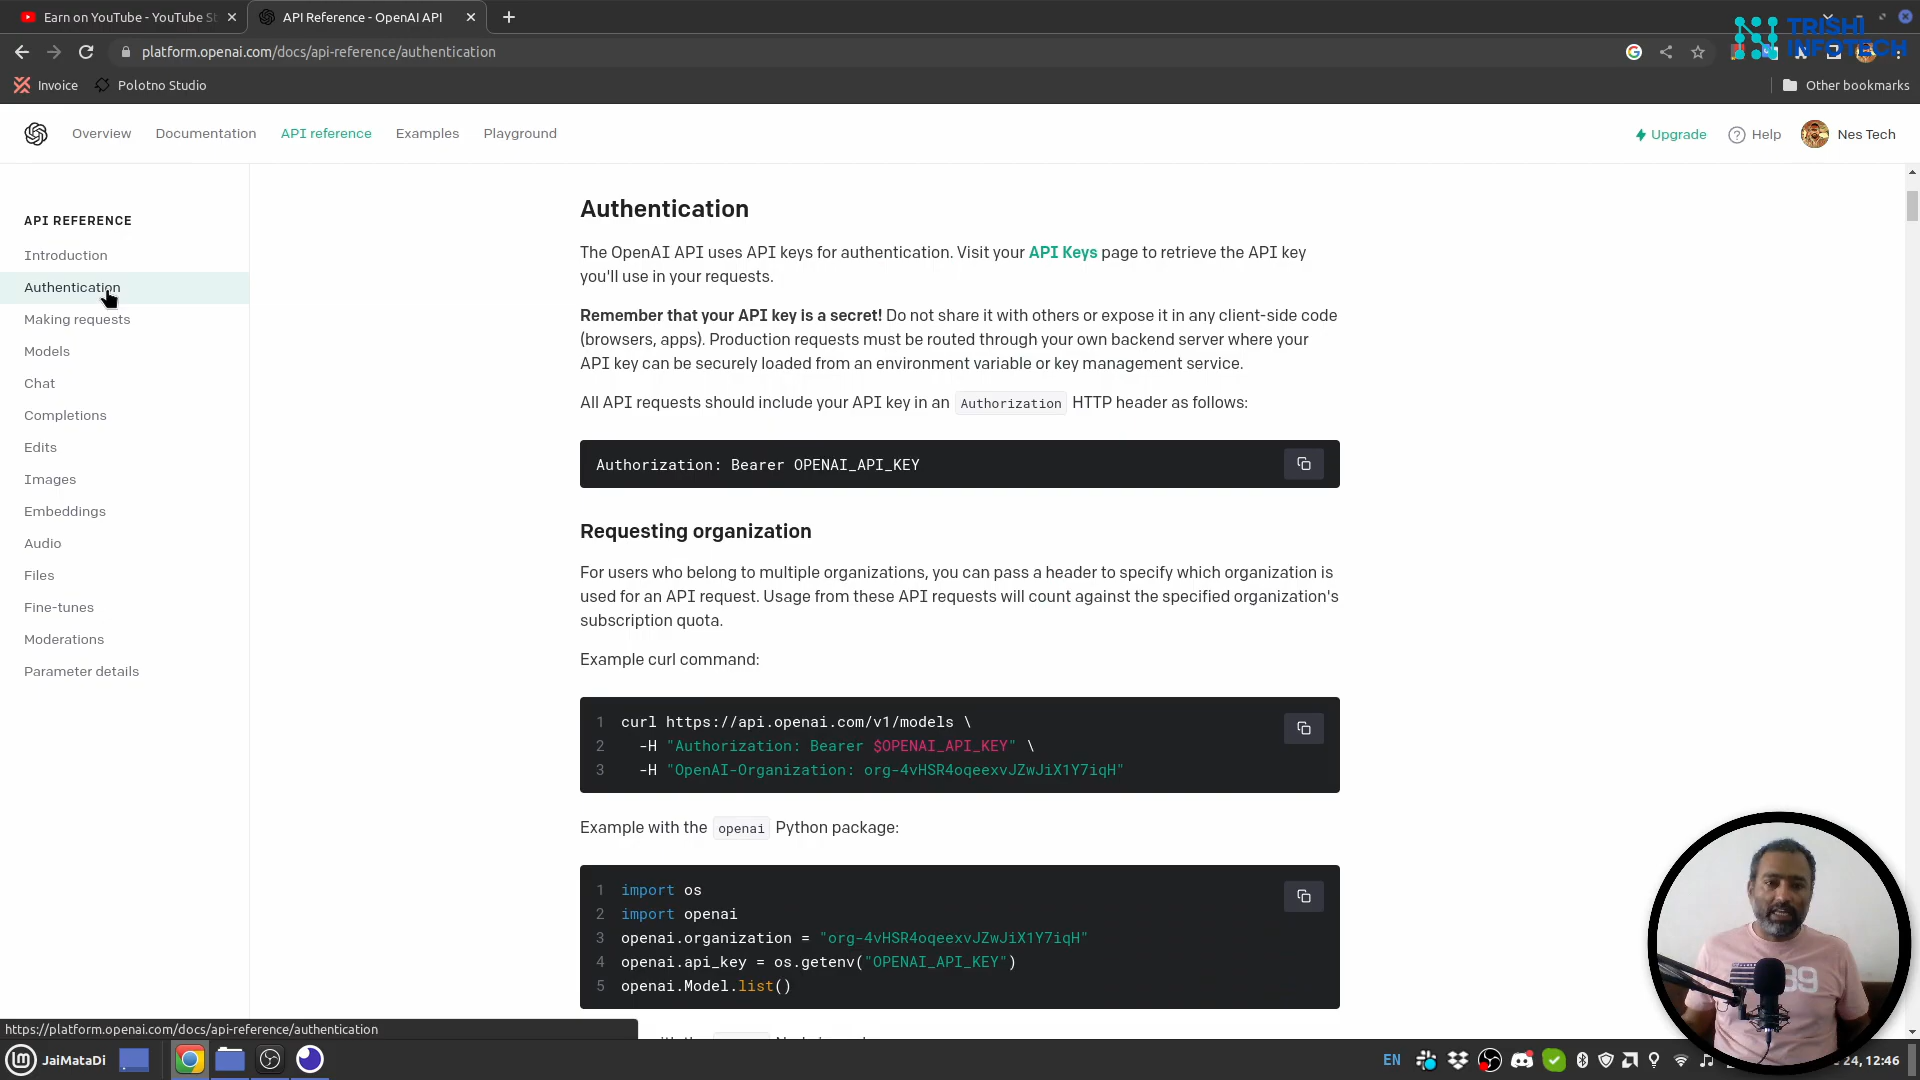 Earn on YouTube - YouTube St
API Reference - OpenAI API
platform.openai.com/docs/api-reference/authentication
TRISHI
INFOTECH
Invoice
Polotno Studio
Other bookmarks
Overview
Documentation
API reference
Examples
Playground
Upgrade
Help
Nes Tech
API REFERENCE
Introduction
Authentication
Making requests
Models
Chat
Completions
Edits
Images
Embeddings
Audio
Files
Fine-tunes
Moderations
Parameter details
Authentication
The OpenAI API uses API keys for authentication. Visit your API Keys page to retrieve the API key
you'll use in your requests.
Remember that your API key is a secret! Do not share it with others or expose it in any client-side code
(browsers, apps). Production requests must be routed through your own backend server where your
API key can be securely loaded from an environment variable or key management service.
All API requests should include your API key in an Authorization HTTP header as follows:
Authorization: Bearer OPENAI_API_KEY
Requesting organization
For users who belong to multiple organizations, you can pass a header to specify which organization is
used for an API request. Usage from these API requests will count against the specified organization's
subscription quota.
Example curl command:
1 curl https://api.openai.com/v1/models \
2 -H "Authorization: Bearer $OPENAI_API_KEY" \
3 -H "OpenAI-Organization: org-4vHSR4oqeexvJZwJiX1Y7iqH"
Example with the openai Python package:
1 import os
2 import openai
3 openai.organization = "org-4vHSR4oqeexvJZwJiX1Y7iqH"
4 openai.api_key = os.getenv("OPENAI_API_KEY")
5 openai.Model.list()
https://platform.openai.com/docs/api-reference/authentication
JaiMataDi
EN
24, 12:46
89